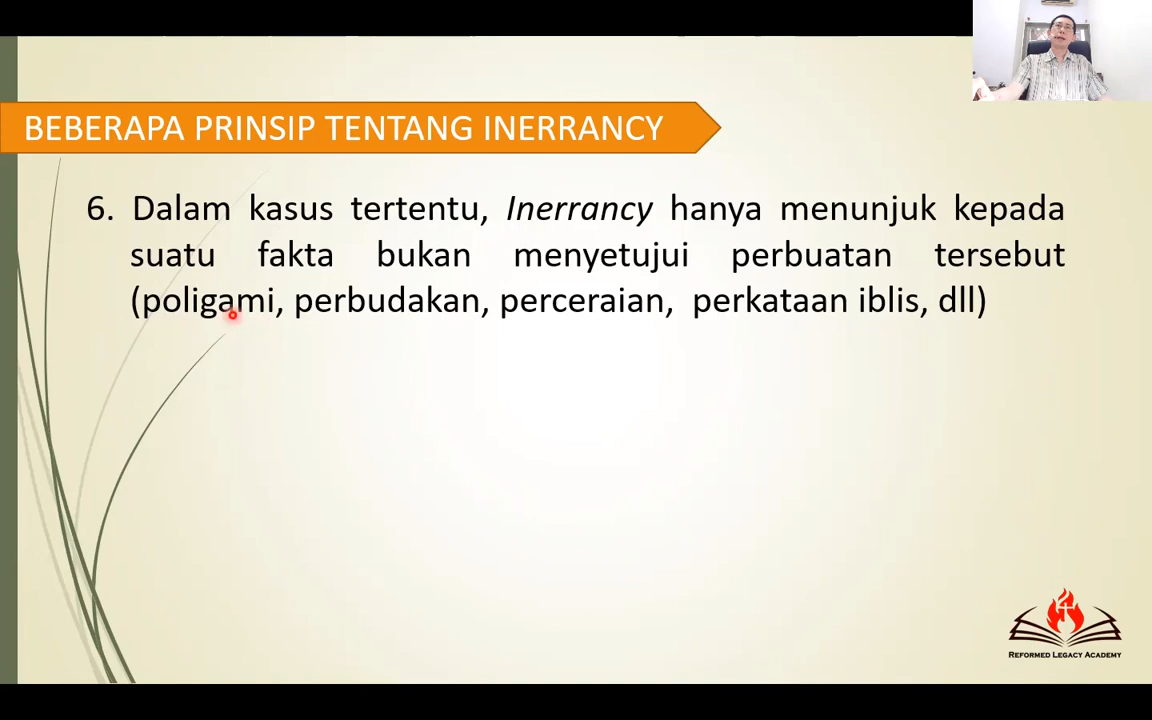 BEBERAPA PRINSIP TENTANG INERRANCY
6. Dalam kasus tertentu, Inerrancy hanya menunjuk kepada
suatu fakta bukan menyetujui perbuatan tersebut
(poligami, perbudakan, perceraian, perkataan iblis, dll)
REFORMED LEGACY ACADEMY